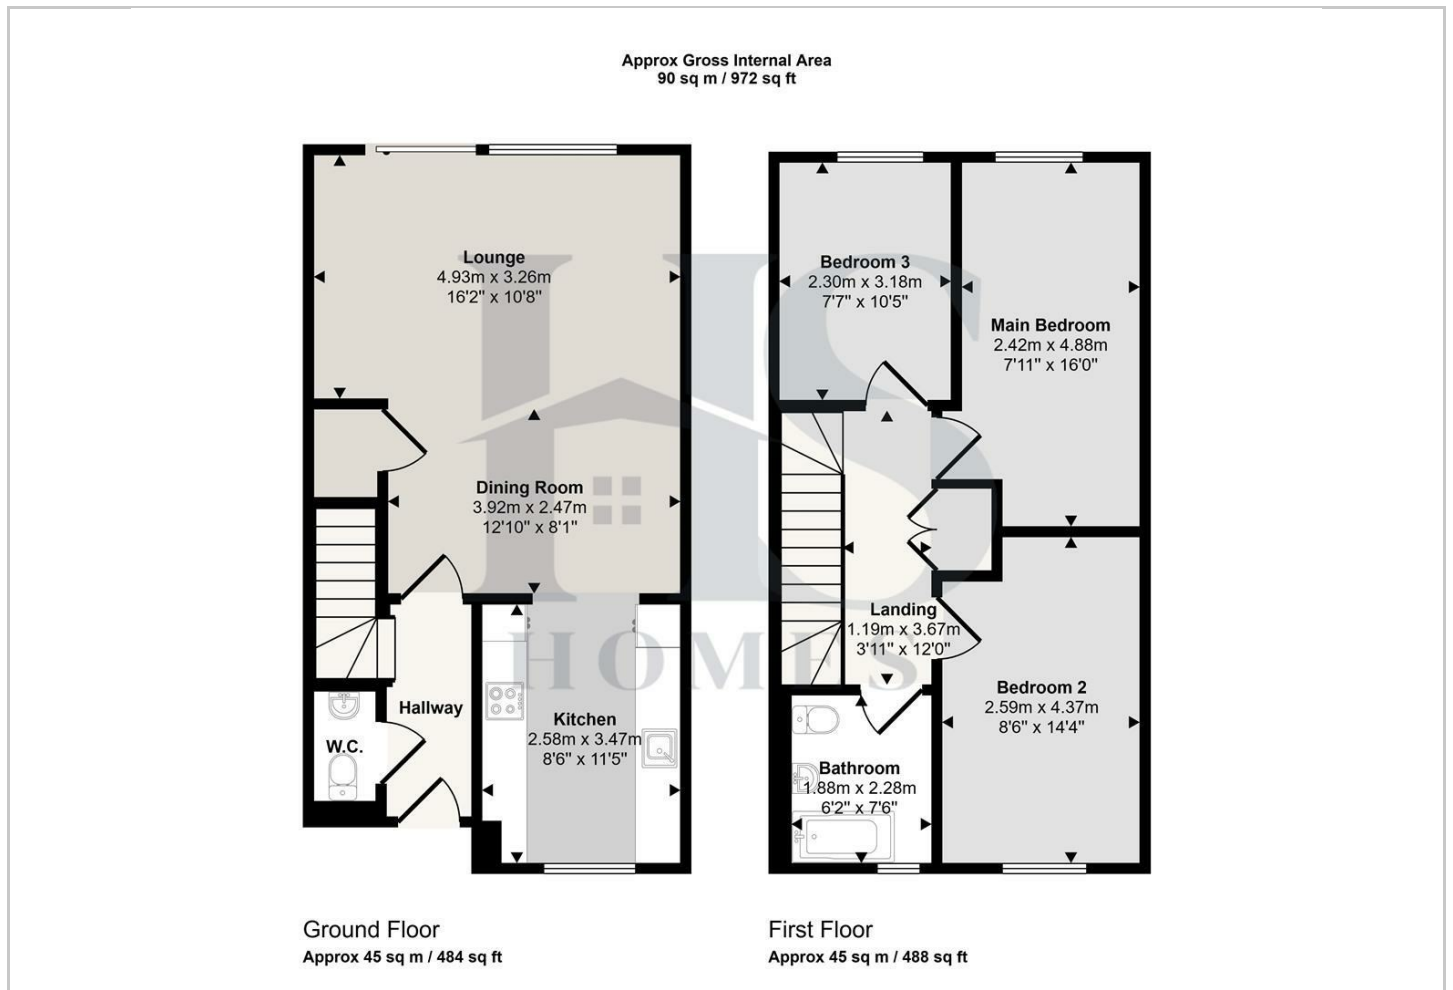 Approx Gross Internal Area
90 sq m / 972 sq ft
Lounge
4.93m x 3.26m
16'2" x 10'8"
Dining Room
3.92m x 2.47m
12'10" x 8'1"
Hallway
W.C.
Kitchen
2.58m x 3.47m
8'6" x 11'5"
Ground Floor
Approx 45 sq m / 484 sq ft
Bedroom 3
2.30m x 3.18m
7'7" x 10'5"
Main Bedroom
2.42m x 4.88m
7'11" x 16'0"
Landing
1.19m x 3.67m
3'11" x 12'0"
Bedroom 2
2.59m x 4.37m
8'6" x 14'4"
Bathroom
1.88m x 2.28m
6'2" x 7'6"
First Floor
Approx 45 sq m / 488 sq ft
HS
HOMES